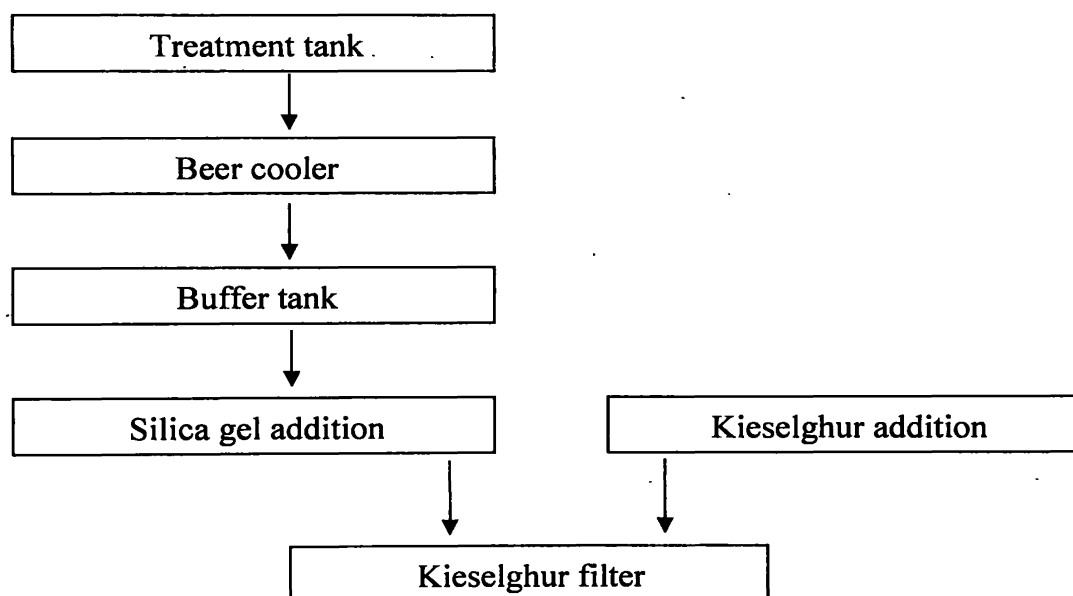 Treatment tank
Beer cooler
Buffer tank
Silica gel addition
Kieselghur addition
Kieselghur filter